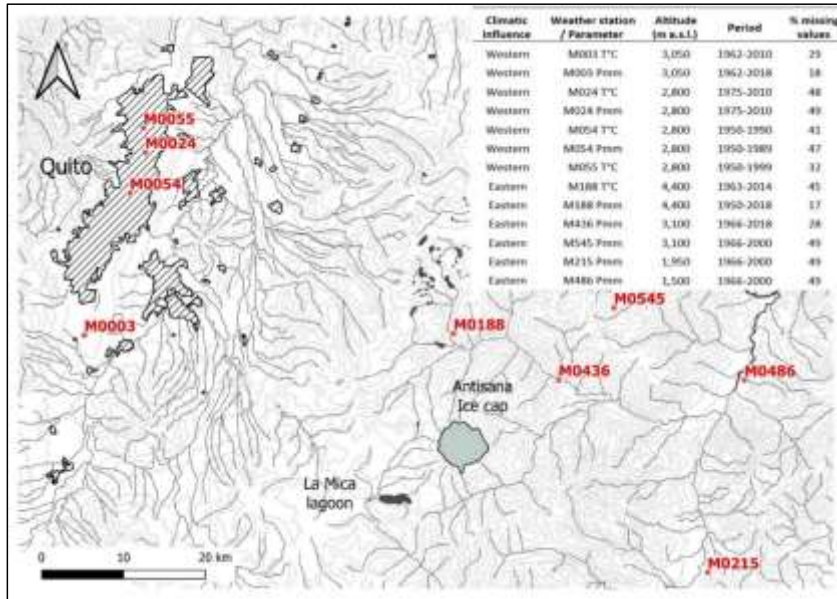 Climatic Influence Weather station / Parameter Altitude (m a.s.l.) Period % missing values
Western M003 T°C 3,050 1962-2010 29
Western M003 Pmm 3,050 1962-2018 18
Western M024 T°C 2,800 1975-2010 48
Western M024 Pmm 2,800 1975-2010 49
Western M054 T°C 2,800 1950-1990 41
Western M054 Pmm 2,800 1950-1989 47
Western M055 T°C 2,800 1950-1999 32
Eastern M188 T°C 4,400 1963-2014 45
Eastern M188 Pmm 4,400 1950-2018 17
Eastern M436 Pmm 3,100 1966-2018 28
Eastern M545 Pmm 3,100 1966-2000 49
Eastern M215 Pmm 1,950 1966-2000 49
Eastern M486 Pmm 1,500 1966-2000 49
M0055
M0024
Quito
M0054
M0545
M0003
M0188
M0436
M0486
Antisana
Ice cap
La Mica
lagoon
0 10 20 km
M0215